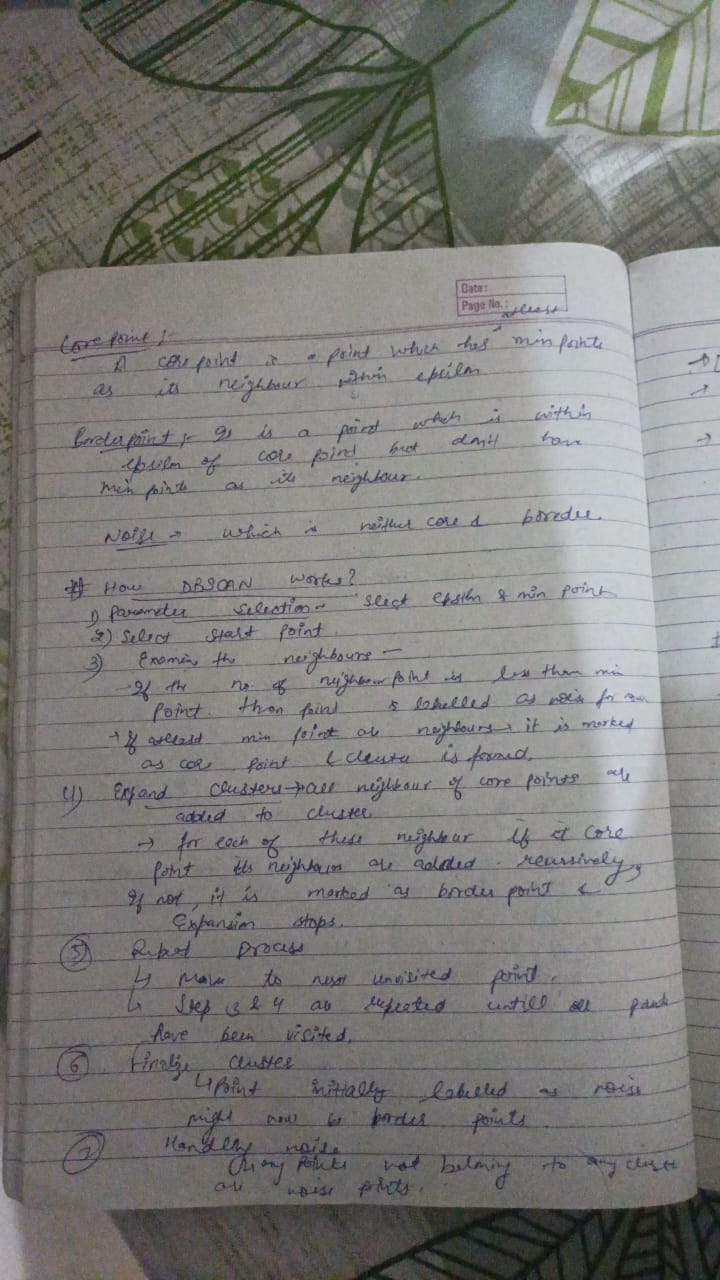 Date:
Page No.:
Core point :-
atleast
A core point is a point which has min points
as its neighbour within epsilon
Border point :- It is a point which is within
epsilon of core point but don't have
min points as its neighbour.
Noise → which is neither core & boredee.
# How DBSCAN works?
1) parameter selection → select epsilon & min point
2) Select start point.
3) Examine the neighbours —
→ If the no. of neighbour point is less than min
point. then point is labelled as nois for now
→ If atleast min point are neighbours → it is marked
as core point & cluster is formed.
4) Expand clusters → all neighbour of core points are
added to cluster
→ for each of these neighbour if it core
point its neighbours are added recursively,
If not, it is marked as border point &
Expansion stops.
5) Repeat process
↳ Move to next unvisited point.
↳ Step 3 & 4 are repeated untill all points
have been visited.
6) Finalize cluster
↳ Point initially labelled as noise
might now be border points.
7) Handling noise
any points not belonging to any cluster
are noise points.